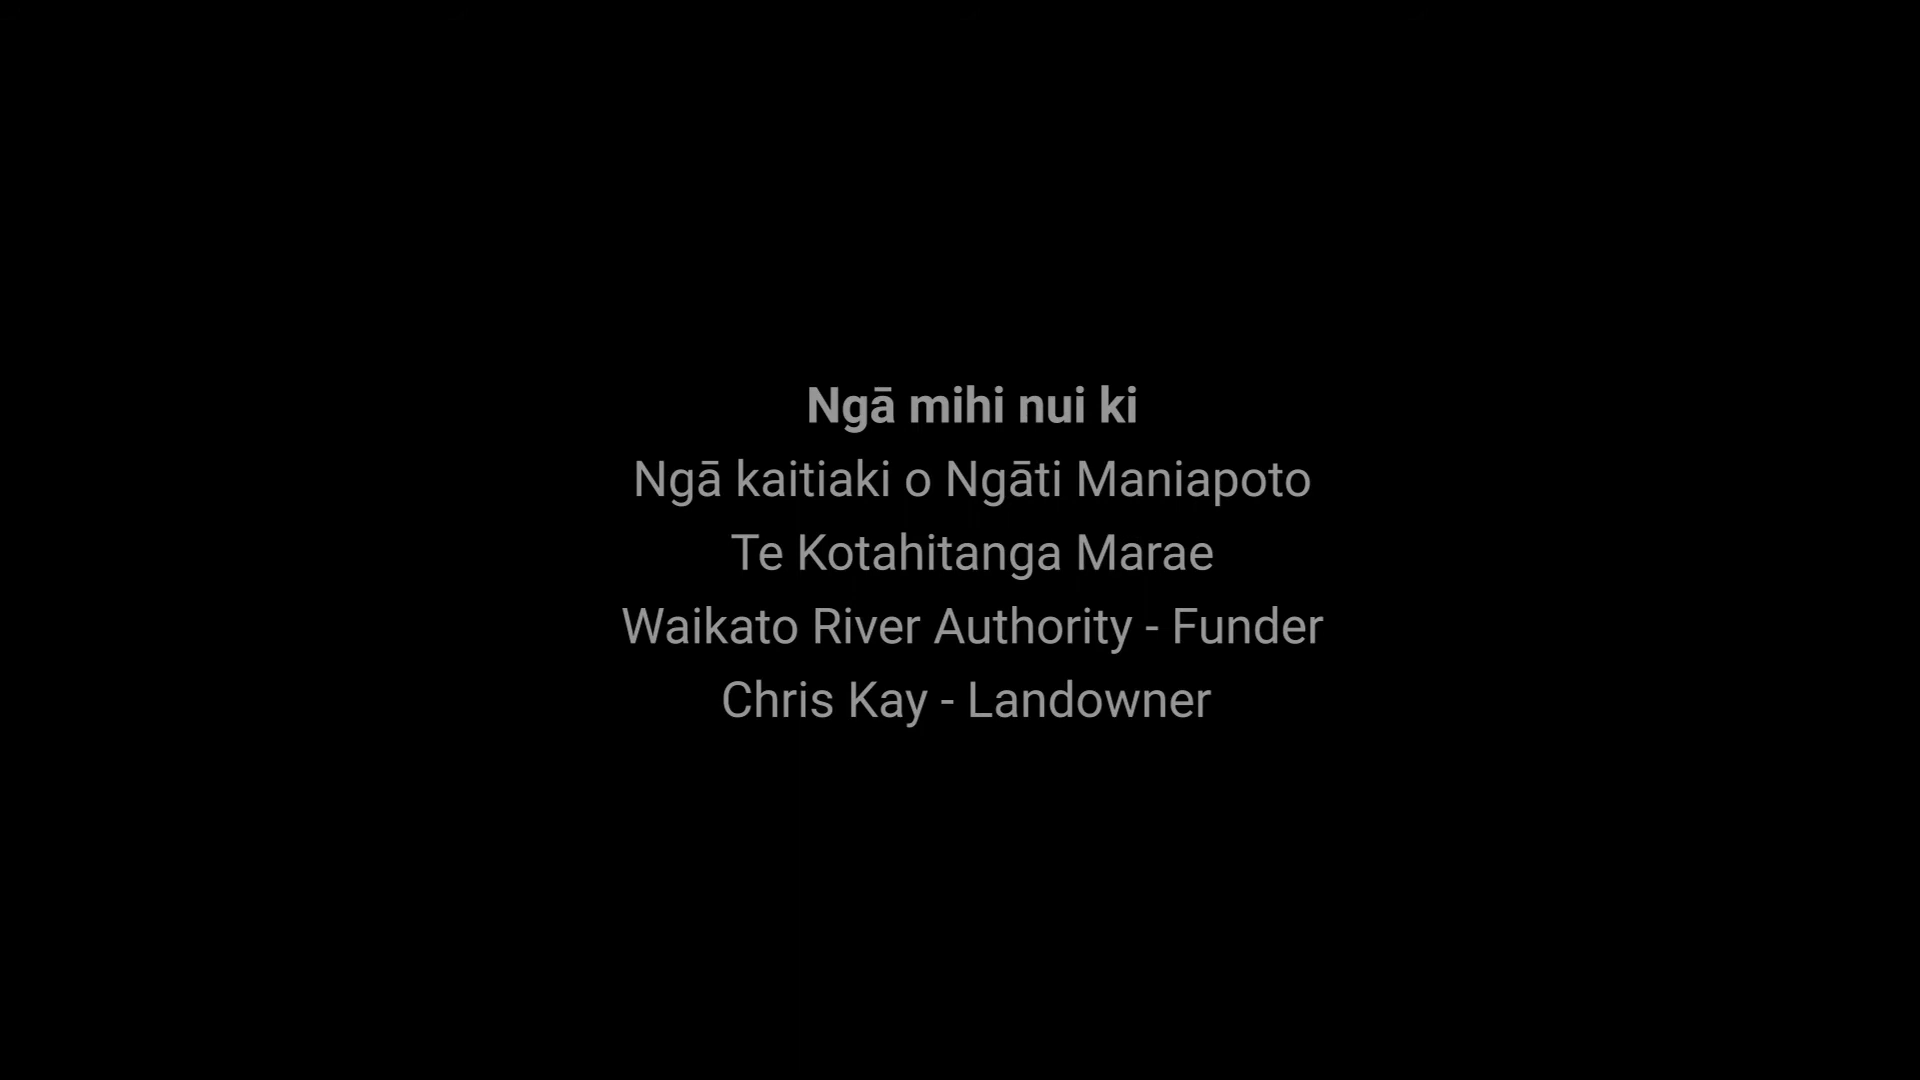 Ngā mihi nui ki
Ngā kaitiaki o Ngāti Maniapoto
Te Kotahitanga Marae
Waikato River Authority - Funder
Chris Kay - Landowner